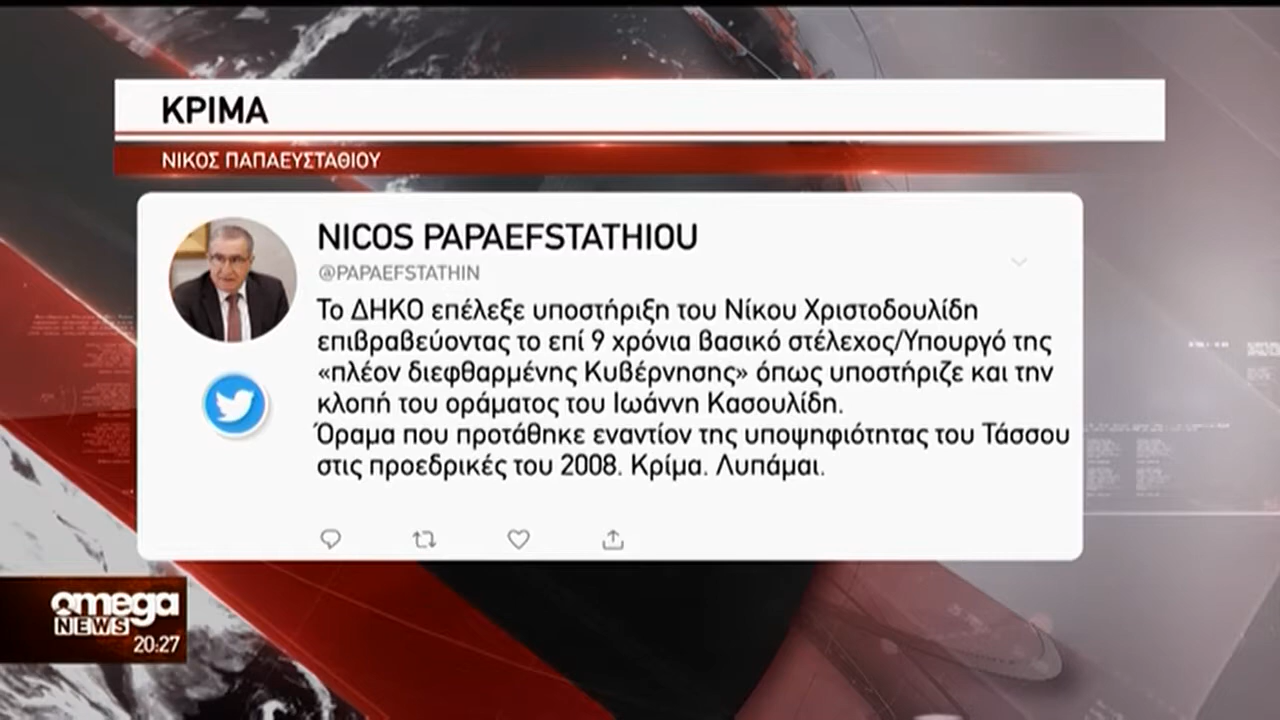 ΚΡΙΜΑ
ΝΙΚΟΣ ΠΑΠΑΕΥΣΤΑΘΙΟΥ
NICOS PAPAEFSTATHIOU
@PAPAEFSTATHIN
Το ΔΗΚΟ επέλεξε υποστήριξη του Νίκου Χριστοδουλίδη
επιβραβεύοντας το επί 9 χρόνια βασικό στέλεχος/Υπουργό της
«πλέον διεφθαρμένης Κυβέρνησης» όπως υποστήριζε και την
κλοπή του οράματος του Ιωάννη Κασουλίδη.
Όραμα που προτάθηκε εναντίον της υποψηφιότητας του Τάσσου
στις προεδρικές του 2008. Κρίμα. Λυπάμαι.
omega
NEWS
20:27